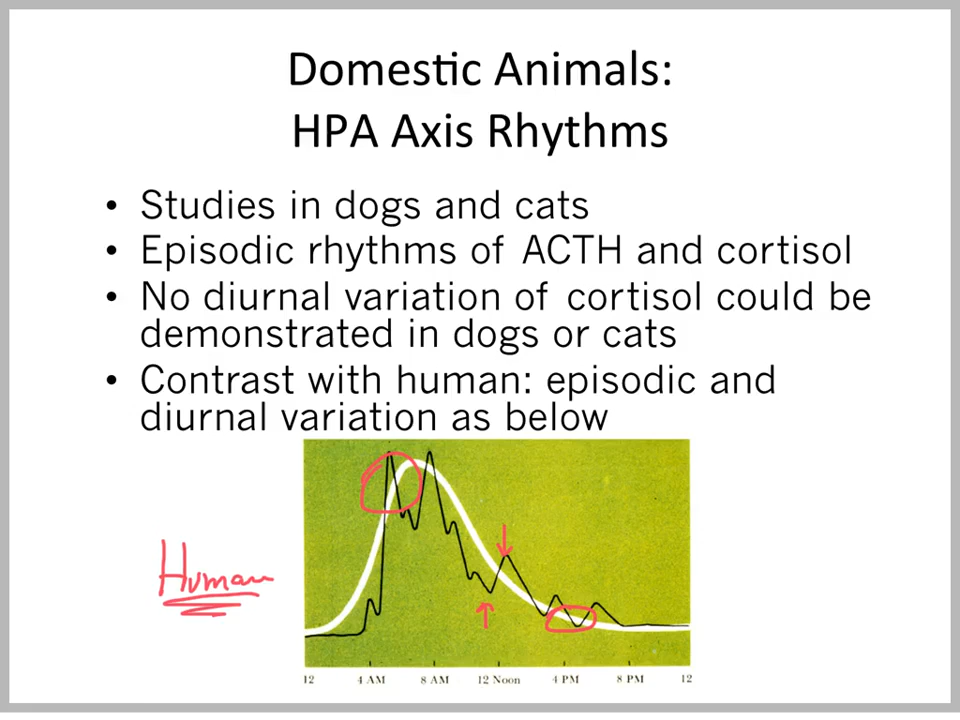 Domestic Animals:
HPA Axis Rhythms
• Studies in dogs and cats
• Episodic rhythms of ACTH and cortisol
• No diurnal variation of cortisol could be
demonstrated in dogs or cats
• Contrast with human: episodic and
diurnal variation as below
Human
12 4 AM 8 AM 12 Noon 4 PM 8 PM 12